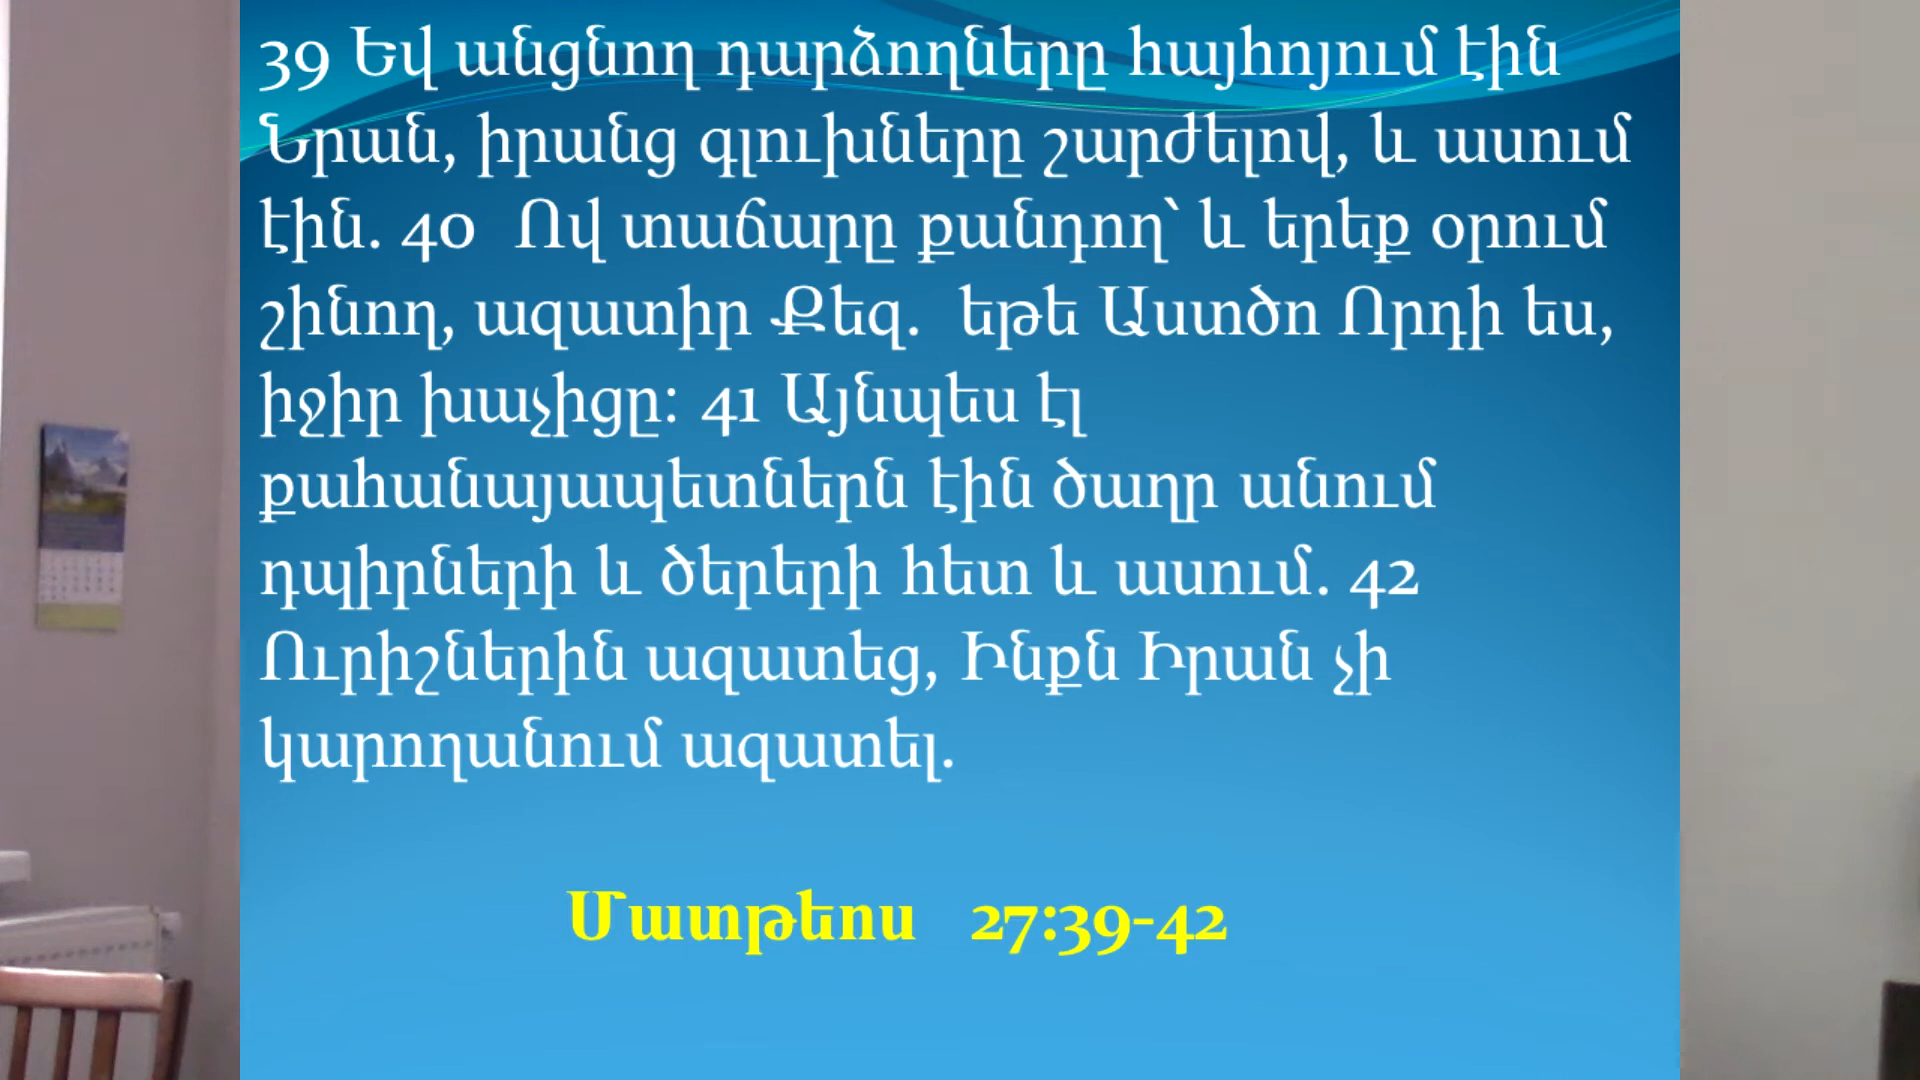 39 Եվ անցնող դարձողները հայհոյում էին
Նրան, իրանց գլուխները շարժելով, և ասում
էին. 40  Ով տաճարը քանդող՝ և երեք օրում
շինող, ազատիր Քեզ.  եթե Աստծո Որդի ես,
իջիր խաչիցը: 41 Այնպես էլ
քահանայապետներն էին ծաղր անում
դպիրների և ծերերի հետ և ասում. 42
Ուրիշներին ազատեց, Ինքն Իրան չի
կարողանում ազատել.
Մատթեոս   27:39-42